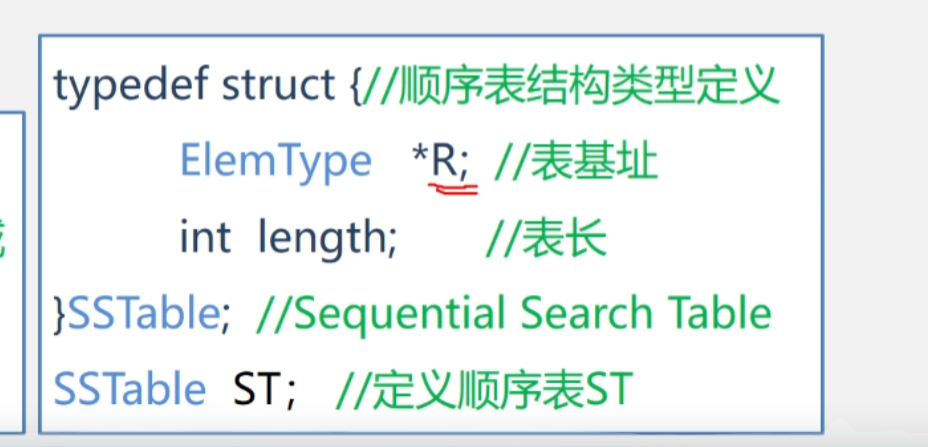 typedef struct {//顺序表结构类型定义
ElemType *R; //表基址
int length; //表长
}SSTable; //Sequential Search Table
SSTable ST; //定义顺序表ST